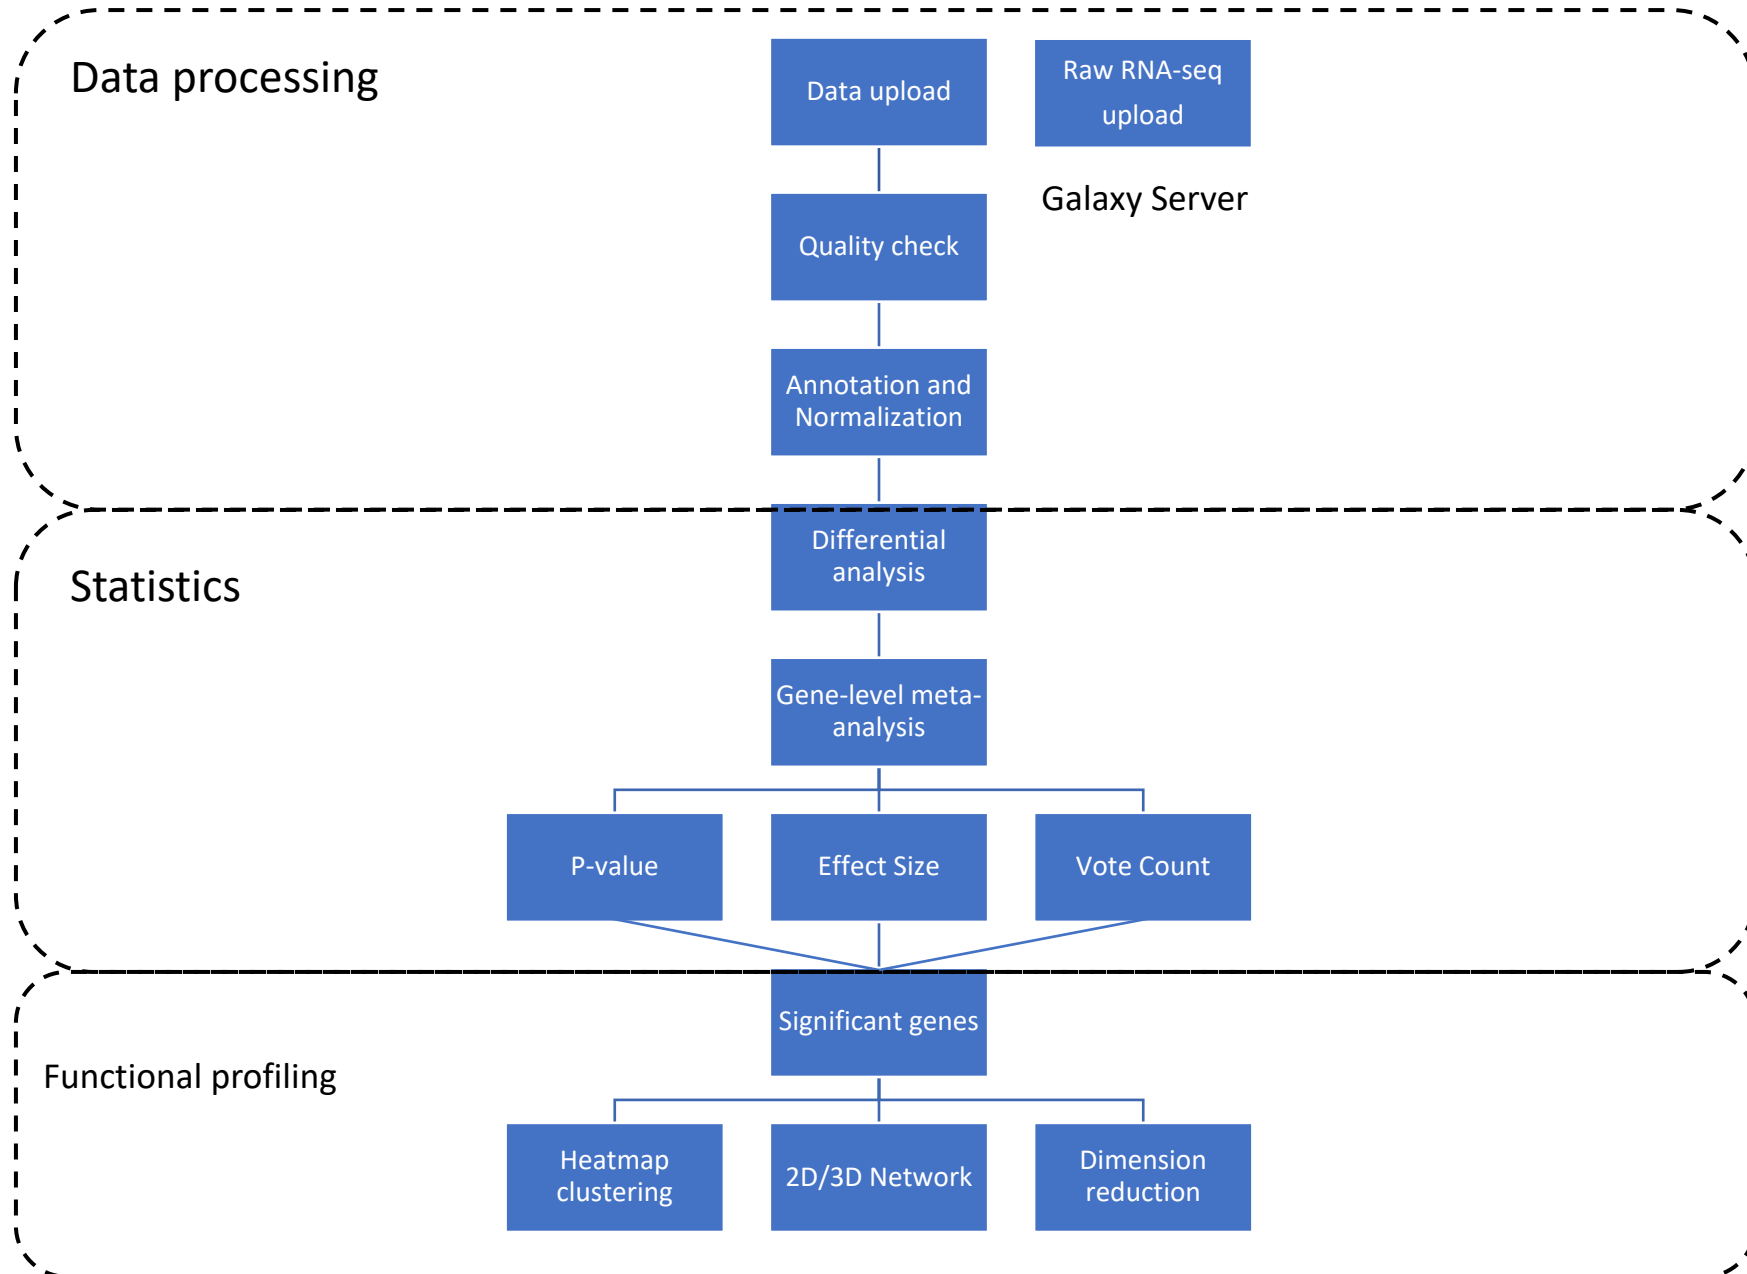 Data processing
Data upload
Raw RNA-seq
upload
Galaxy Server
Quality check
Annotation and
Normalization
Statistics
Differential
analysis
Gene-level meta-
analysis
P-value
Effect Size
Vote Count
Functional profiling
Significant genes
Heatmap
clustering
2D/3D Network
Dimension
reduction